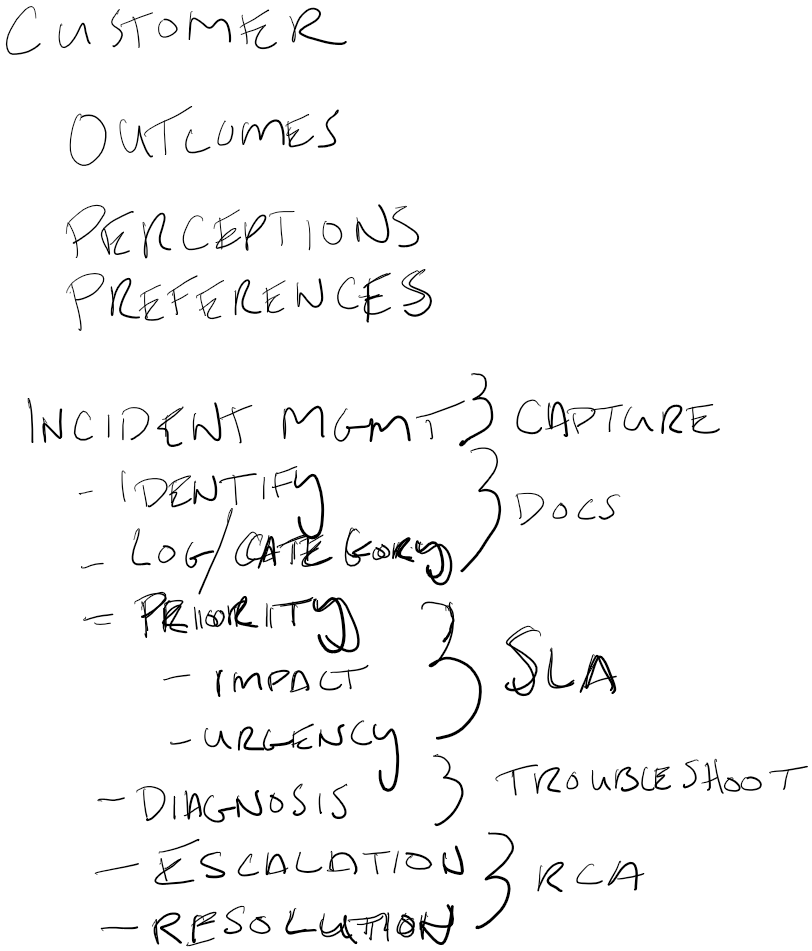 CUSTOMER
OUTCOMES
PERCEPTIONS
PREFERENCES
INCIDENT MGMT } CAPTURE
- IDENTIFY
} DOCS
- LOG/CATEGORY
- PRIORITY
- IMPACT } SLA
- URGENCY
- DIAGNOSIS } TROUBLESHOOT
- ESCALATION } RCA
- RESOLUTION